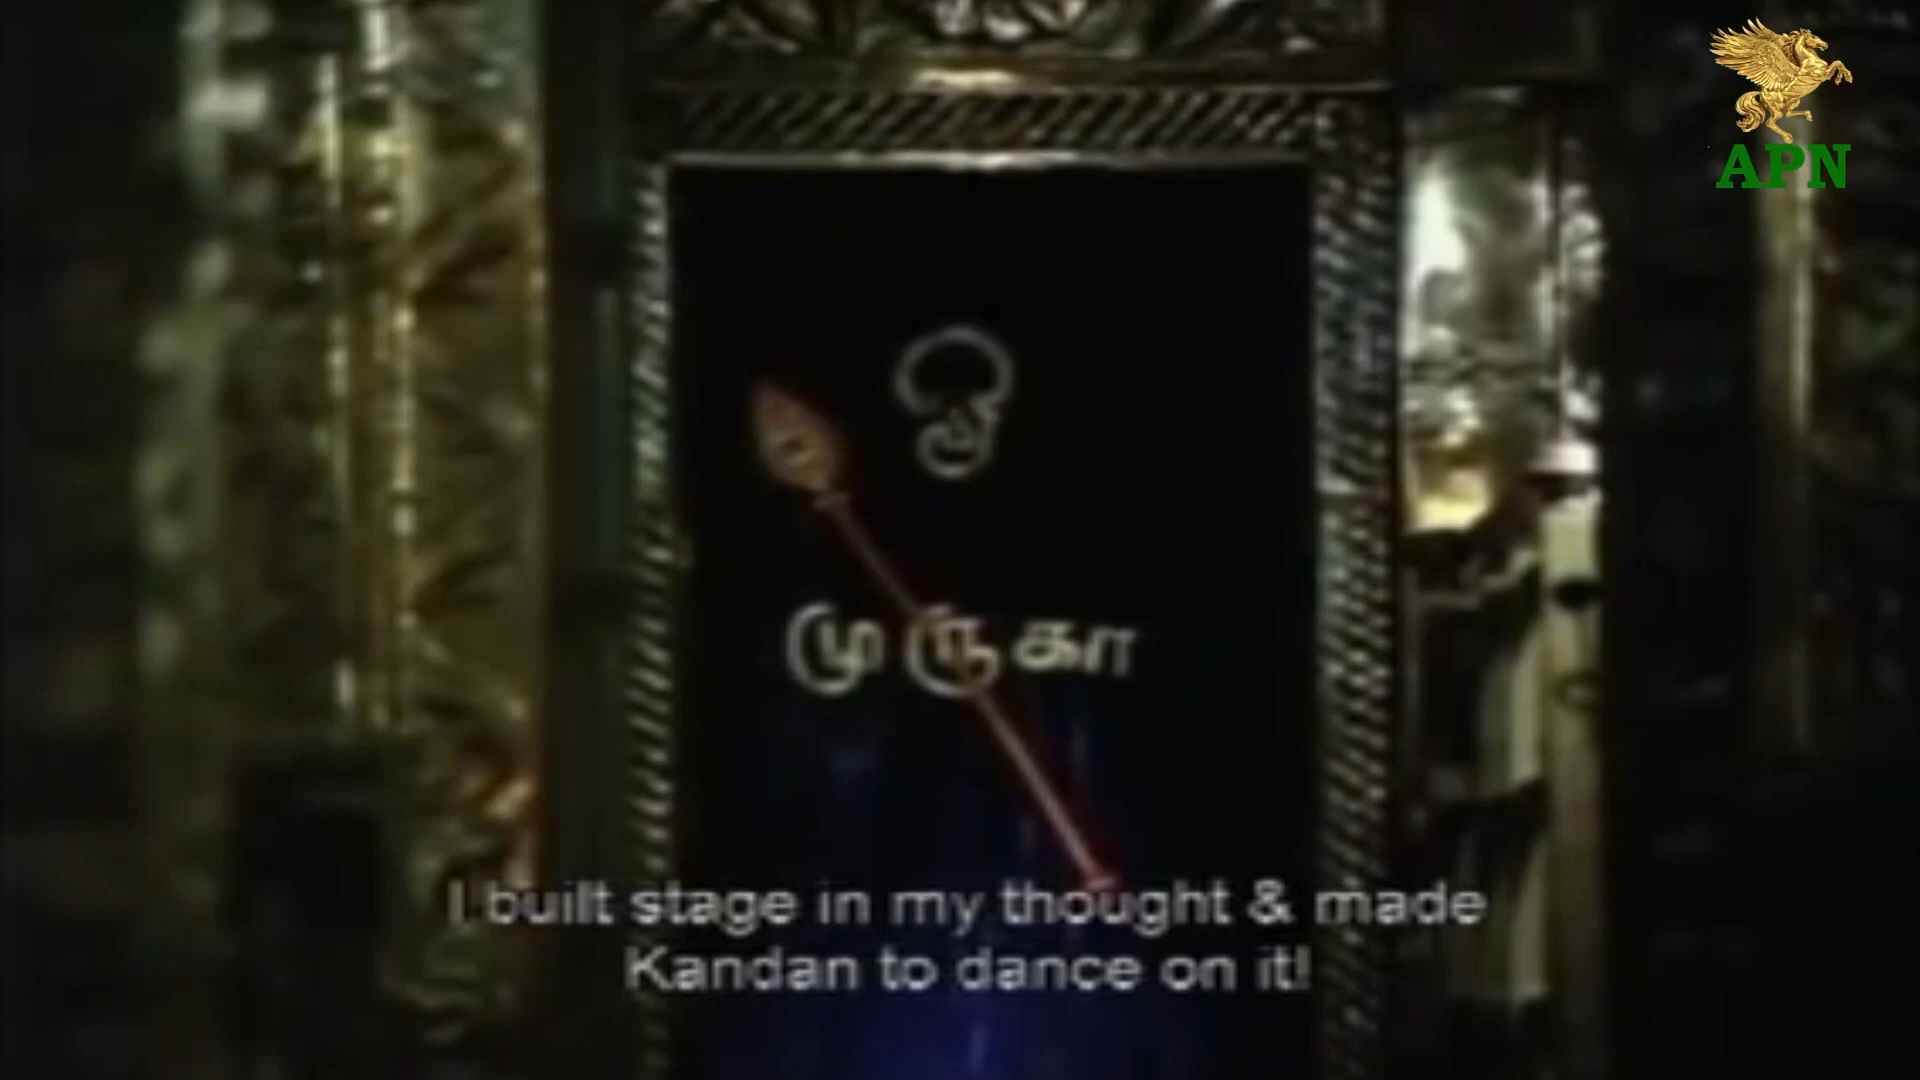 APN
ௐ
முருகா
I built stage in my thought & made
Kandan to dance on it!